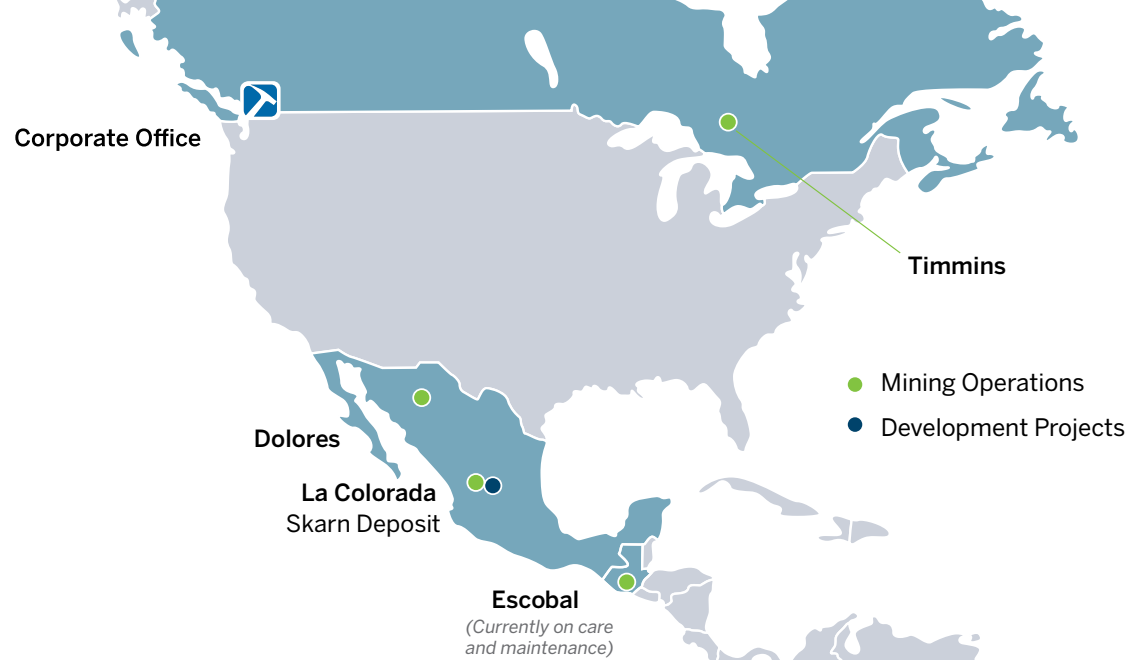 Corporate Office
Timmins
Mining Operations
Development Projects
Dolores
La Colorada
Skarn Deposit
Escobal
(Currently on care
and maintenance)